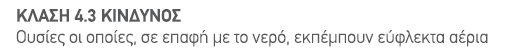 ΚΛΑΣΗ 4.3 ΚΙΝΔΥΝΟΣ
Ουσίες οι οποίες, σε επαφή με το νερό, εκπέμπουν εύφλεκτα αέρια